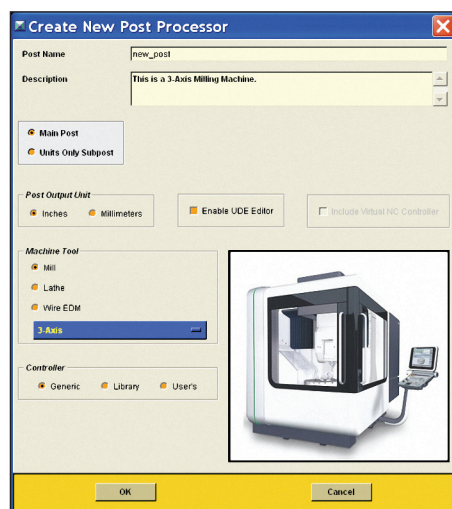 Create New Post Processor
Post Name
new_post
Description
This is a 3-Axis Milling Machine.
Main Post
Units Only Subpost
Post Output Unit
Inches
Millimeters
Enable UDE Editor
Include Virtual NC Controller
Machine Tool
Mill
Lathe
Wire EDM
3-Axis
Controller
Generic
Library
User's
OK
Cancel